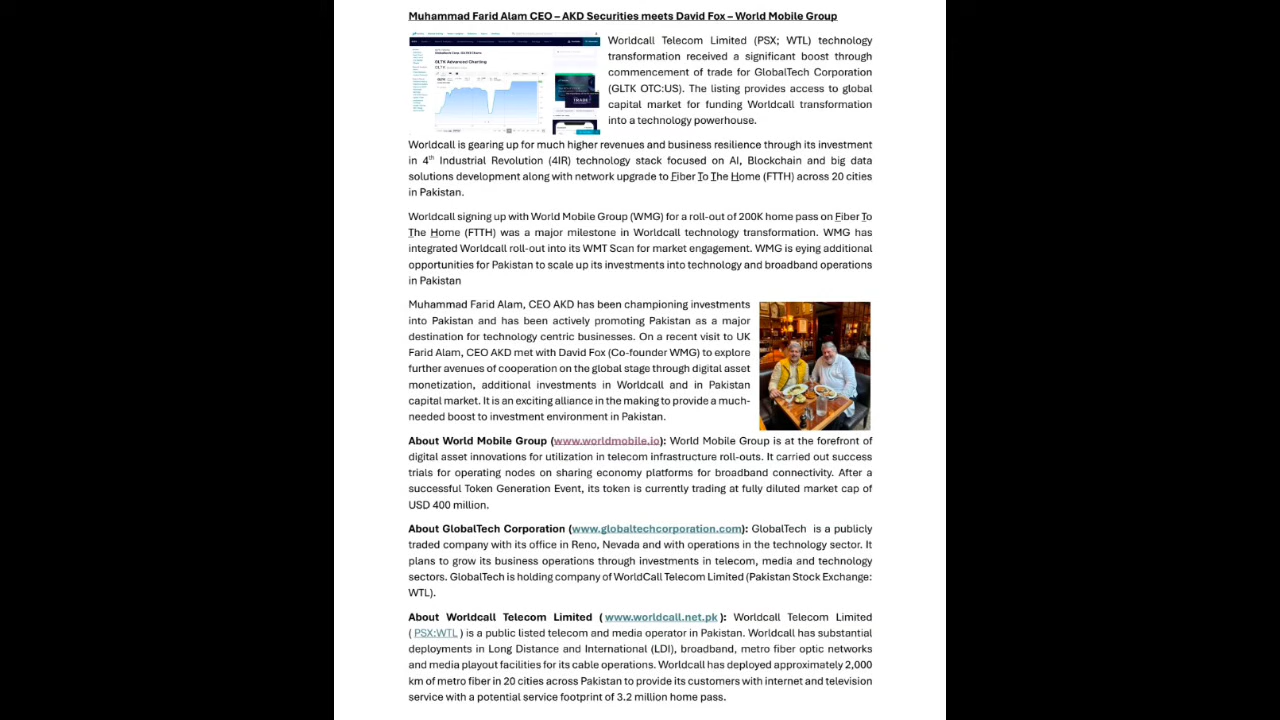 Muhammad Farid Alam CEO – AKD Securities meets David Fox – World Mobile Group
GLTK Advanced Charting
Worldcall Telecom Limited (PSX; WTL) technology
transformation received a significant boost through
commencement of trade for GlobalTech Corporation
(GLTK OTC:US). The listing provides access to global
capital markets for funding Worldcall transformation
into a technology powerhouse.
Worldcall is gearing up for much higher revenues and business resilience through its investment
in 4th Industrial Revolution (4IR) technology stack focused on AI, Blockchain and big data
solutions development along with network upgrade to Fiber To The Home (FTTH) across 20 cities
in Pakistan.
Worldcall signing up with World Mobile Group (WMG) for a roll-out of 200K home pass on Fiber To
The Home (FTTH) was a major milestone in Worldcall technology transformation. WMG has
integrated Worldcall roll-out into its WMT Scan for market engagement. WMG is eying additional
opportunities for Pakistan to scale up its investments into technology and broadband operations
in Pakistan
Muhammad Farid Alam, CEO AKD has been championing investments
into Pakistan and has been actively promoting Pakistan as a major
destination for technology centric businesses. On a recent visit to UK
Farid Alam, CEO AKD met with David Fox (Co-founder WMG) to explore
further avenues of cooperation on the global stage through digital asset
monetization, additional investments in Worldcall and in Pakistan
capital market. It is an exciting alliance in the making to provide a much-
needed boost to investment environment in Pakistan.
About World Mobile Group (www.worldmobile.io): World Mobile Group is at the forefront of
digital asset innovations for utilization in telecom infrastructure roll-outs. It carried out success
trials for operating nodes on sharing economy platforms for broadband connectivity. After a
successful Token Generation Event, its token is currently trading at fully diluted market cap of
USD 400 million.
About GlobalTech Corporation (www.globaltechcorporation.com): GlobalTech is a publicly
traded company with its office in Reno, Nevada and with operations in the technology sector. It
plans to grow its business operations through investments in telecom, media and technology
sectors. GlobalTech is holding company of WorldCall Telecom Limited (Pakistan Stock Exchange:
WTL).
About Worldcall Telecom Limited ( www.worldcall.net.pk ): Worldcall Telecom Limited
( PSX:WTL ) is a public listed telecom and media operator in Pakistan. Worldcall has substantial
deployments in Long Distance and International (LDI), broadband, metro fiber optic networks
and media playout facilities for its cable operations. Worldcall has deployed approximately 2,000
km of metro fiber in 20 cities across Pakistan to provide its customers with internet and television
service with a potential service footprint of 3.2 million home pass.